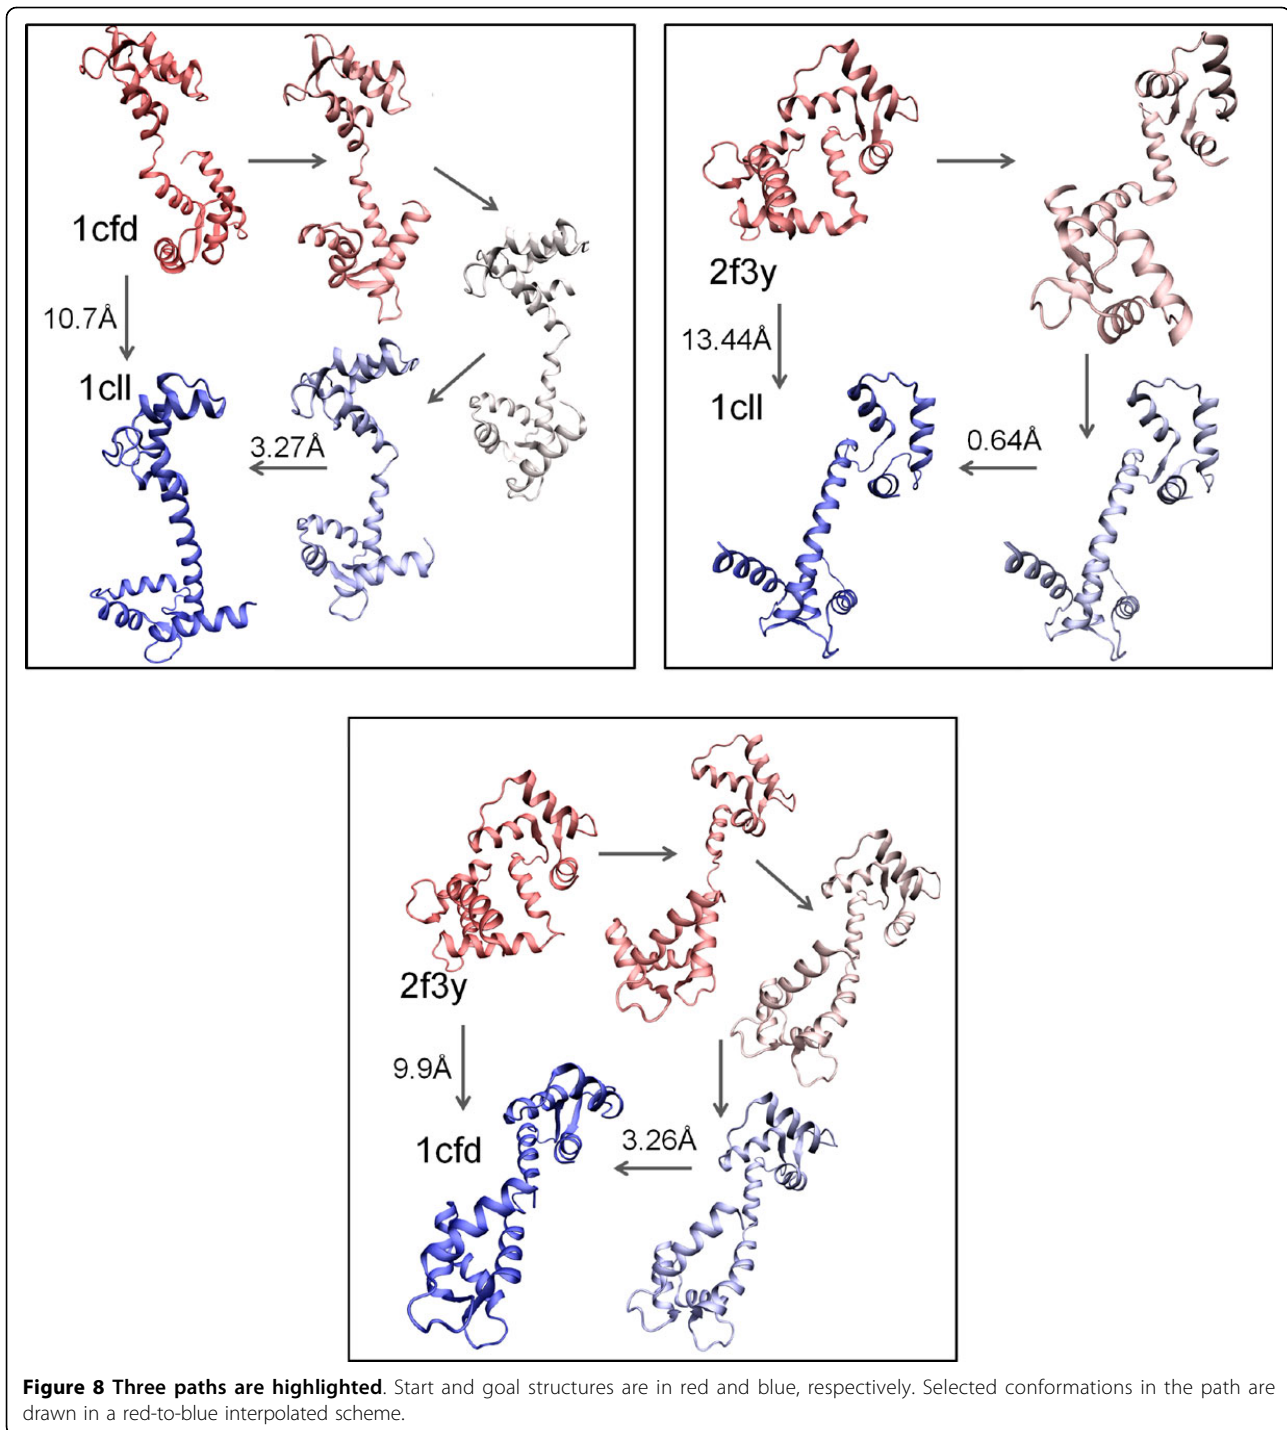 1cfd
10.7Å
1cll
3.27Å
2f3y
13.44Å
1cll
0.64Å
2f3y
9.9Å
1cfd
3.26Å
Figure 8 Three paths are highlighted. Start and goal structures are in red and blue, respectively. Selected conformations in the path are
drawn in a red-to-blue interpolated scheme.